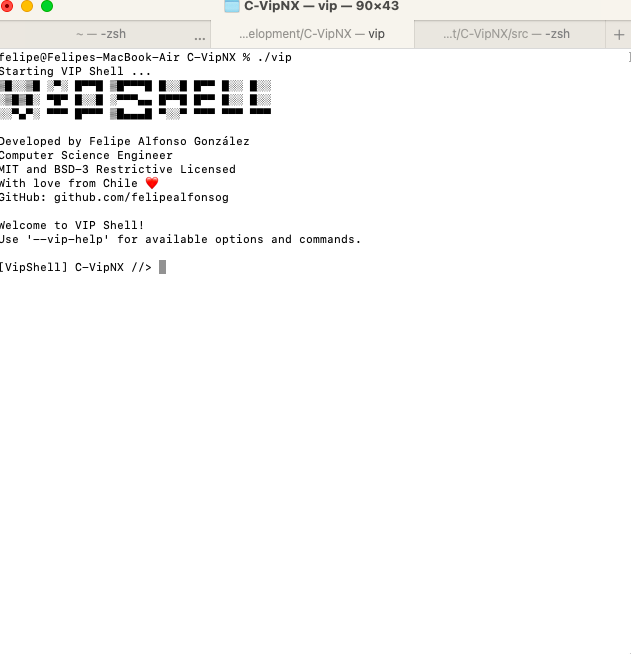 C-VipNX — vip — 90×43
~ — -zsh
...
...elopment/C-VipNX — vip
...t/C-VipNX/src — -zsh
+
felipe@Felipes-MacBook-Air C-VipNX % ./vip
Starting VIP Shell ...
Developed by Felipe Alfonso González
Computer Science Engineer
MIT and BSD-3 Restrictive Licensed
With love from Chile ❤️
GitHub: github.com/felipealfonsog
Welcome to VIP Shell!
Use '--vip-help' for available options and commands.
[VipShell] C-VipNX //>